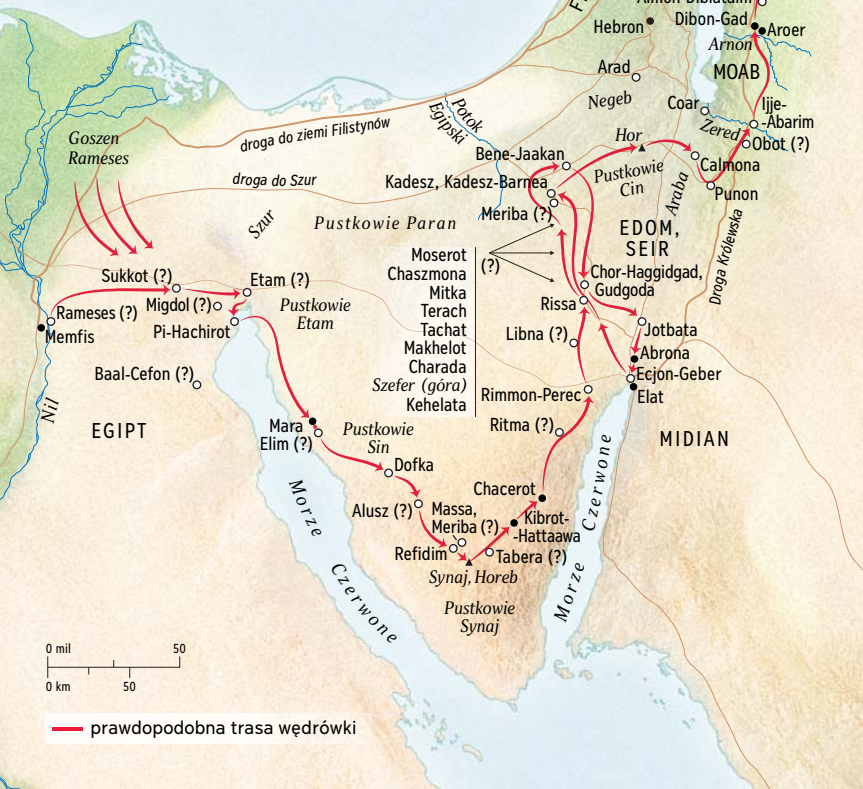 Dibon-Gad
Aroer
Arnon
Hebron
MOAB
Arad
Negeb
Coar
Zered
Ijje-
-Abarim
Obot (?)
Goszen
Rameses
droga do ziemi Filistynów
Potok
Egipski
Hor
Bene-Jaakan
Calmona
droga do Szur
Kadesz, Kadesz-Barnea
Pustkowie
Cin
Araba
Punon
Szur
Pustkowie Paran
Meriba (?)
EDOM,
SEIR
Droga Królewska
Moserot
Chaszmona
Mitka
Terach
Tachat
Makhelot
Charada
Szefer (góra)
Kehelata
(?)
Sukkot (?)
Etam (?)
Chor-Haggidgad,
Gudgoda
Rameses (?)
Migdol (?)
Pustkowie
Etam
Rissa
Memfis
Pi-Hachirot
Libna (?)
Jotbata
Abrona
Baal-Cefon (?)
Ecjon-Geber
Rimmon-Perec
Elat
Nil
EGIPT
Mara
Elim (?)
Pustkowie
Sin
Ritma (?)
MIDIAN
Dofka
Chacerot
Alusz (?)
Massa,
Meriba (?)
Kibrot-
-Hattaawa
Refidim
Tabera (?)
Synaj, Horeb
Morze Czerwone
Morze Czerwone
Pustkowie
Synaj
0 mil 50
0 km 50
prawdopodobna trasa wędrówki